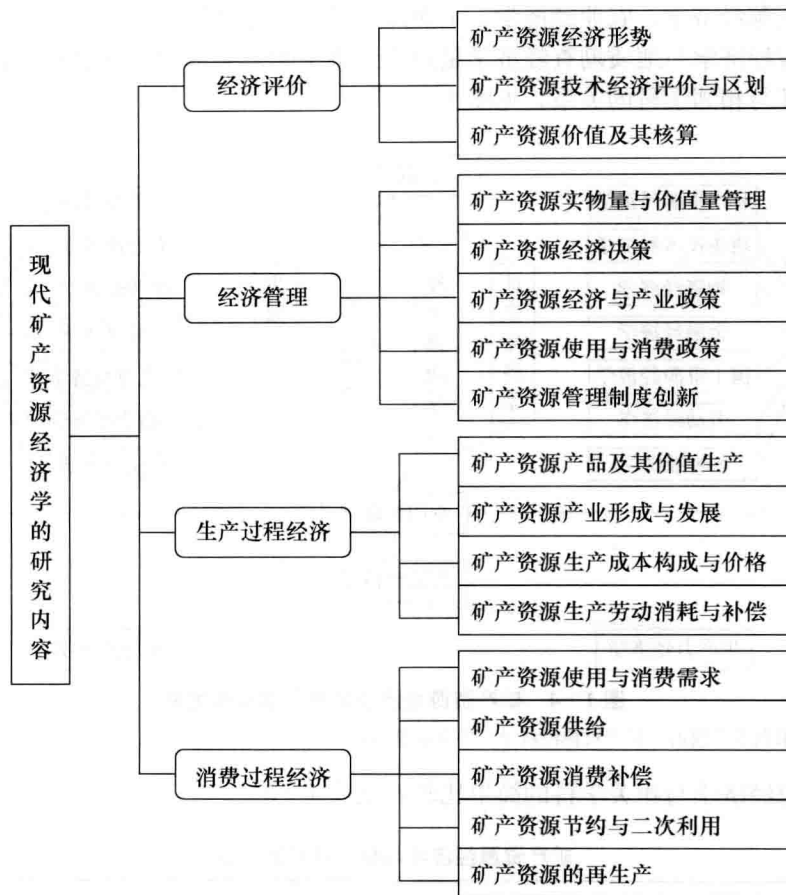 现代矿产资源经济学的研究内容
经济评价
矿产资源经济形势
矿产资源技术经济评价与区划
矿产资源价值及其核算
经济管理
矿产资源实物量与价值量管理
矿产资源经济决策
矿产资源经济与产业政策
矿产资源使用与消费政策
矿产资源管理制度创新
生产过程经济
矿产资源产品及其价值生产
矿产资源产业形成与发展
矿产资源生产成本构成与价格
矿产资源生产劳动消耗与补偿
消费过程经济
矿产资源使用与消费需求
矿产资源供给
矿产资源消费补偿
矿产资源节约与二次利用
矿产资源的再生产